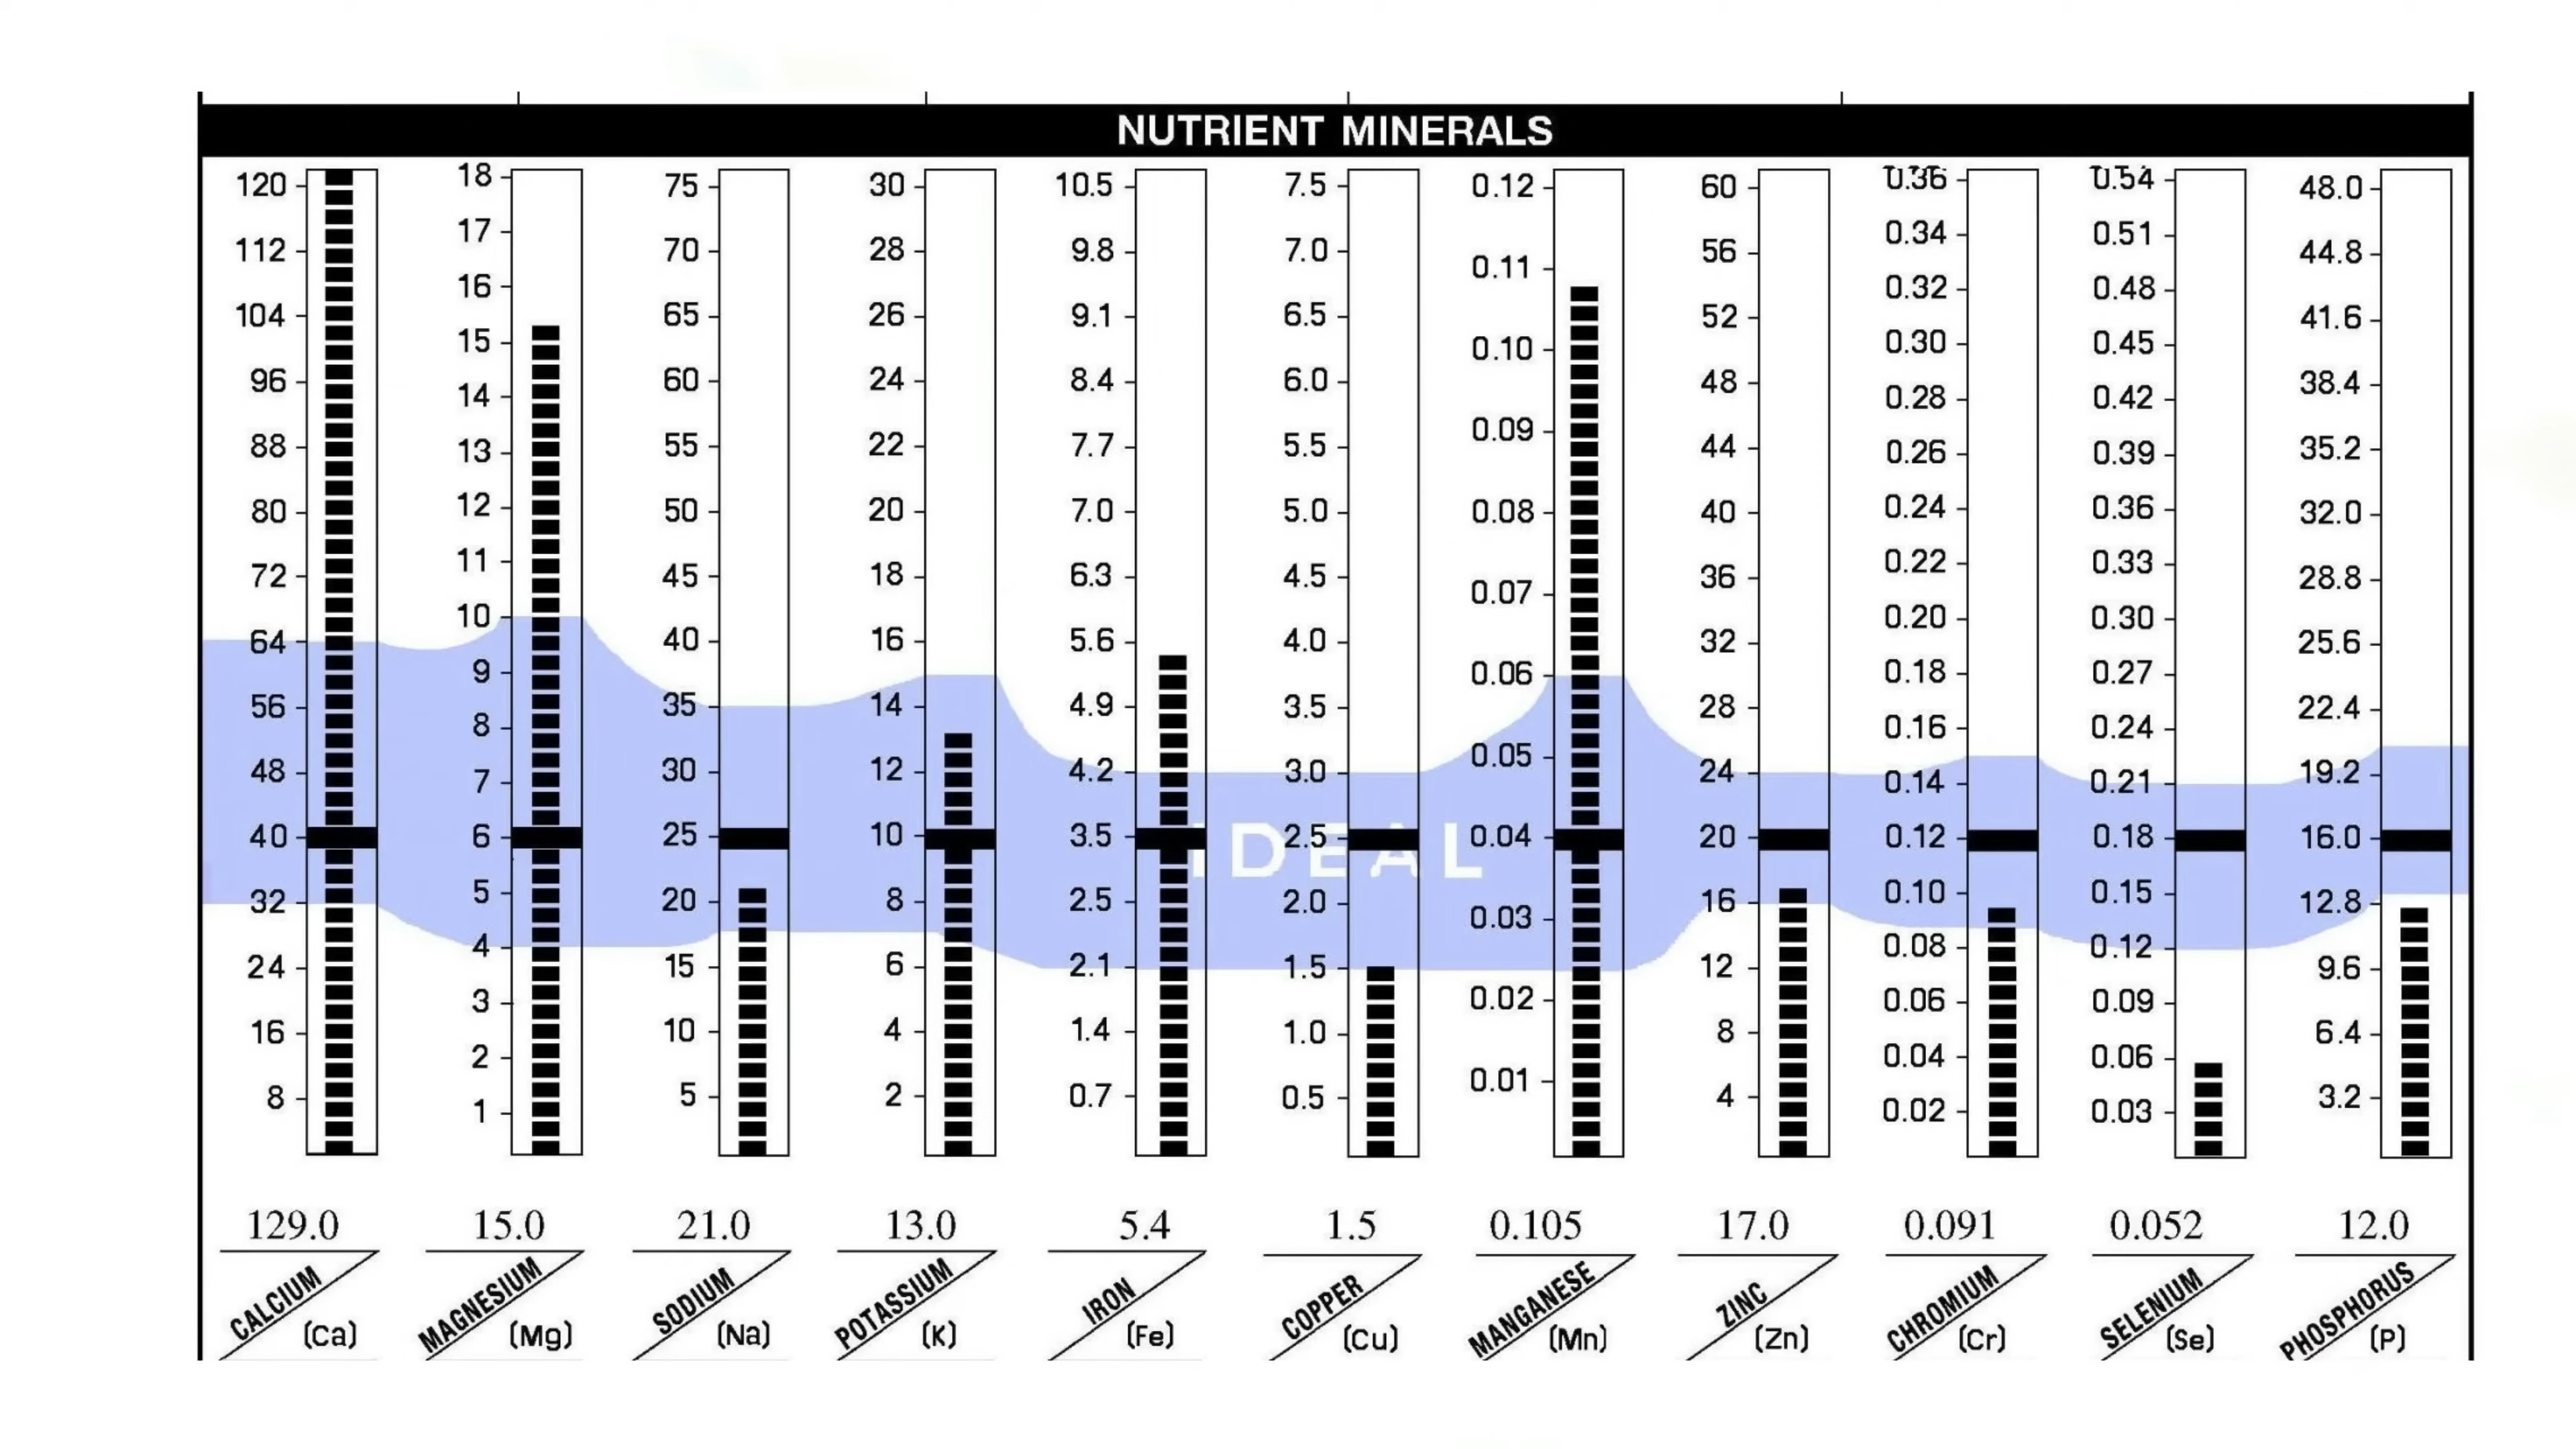 NUTRIENT MINERALS
120 18 75 30 10.5 7.5 0.12 60 0.36 0.54 48.0
112 17 70 28 9.8 7.0 0.11 56 0.34 0.51 44.8
104 16 65 26 9.1 6.5 0.10 52 0.32 0.48 41.6
96 15 60 24 8.4 6.0 0.09 48 0.30 0.45 38.4
88 14 55 22 7.7 5.5 0.08 44 0.28 0.42 35.2
80 13 50 20 7.0 5.0 0.07 40 0.26 0.39 32.0
72 12 45 18 6.3 4.5 0.06 36 0.24 0.36 28.8
64 11 40 16 5.6 4.0 0.05 32 0.22 0.33 25.6
56 10 35 14 4.9 3.5 0.04 28 0.20 0.30 22.4
48 9 30 12 4.2 3.0 0.03 24 0.18 0.27 19.2
40 8 25 10 3.5 2.5 0.02 20 0.16 0.24 16.0
32 7 20 8 2.5 2.0 0.01 16 0.14 0.21 12.8
24 6 15 6 2.1 1.5 12 0.12 0.18 9.6
16 5 10 4 1.4 1.0 8 0.10 0.15 6.4
8 4 5 2 0.7 0.5 4 0.08 0.12 3.2
3 0.06 0.09
2 0.04 0.06
1 0.02 0.03
IDEAL
129.0 15.0 21.0 13.0 5.4 1.5 0.105 17.0 0.091 0.052 12.0
CALCIUM MAGNESIUM SODIUM POTASSIUM IRON COPPER MANGANESE ZINC CHROMIUM SELENIUM PHOSPHORUS
(Ca) (Mg) (Na) (K) (Fe) (Cu) (Mn) (Zn) (Cr) (Se) (P)